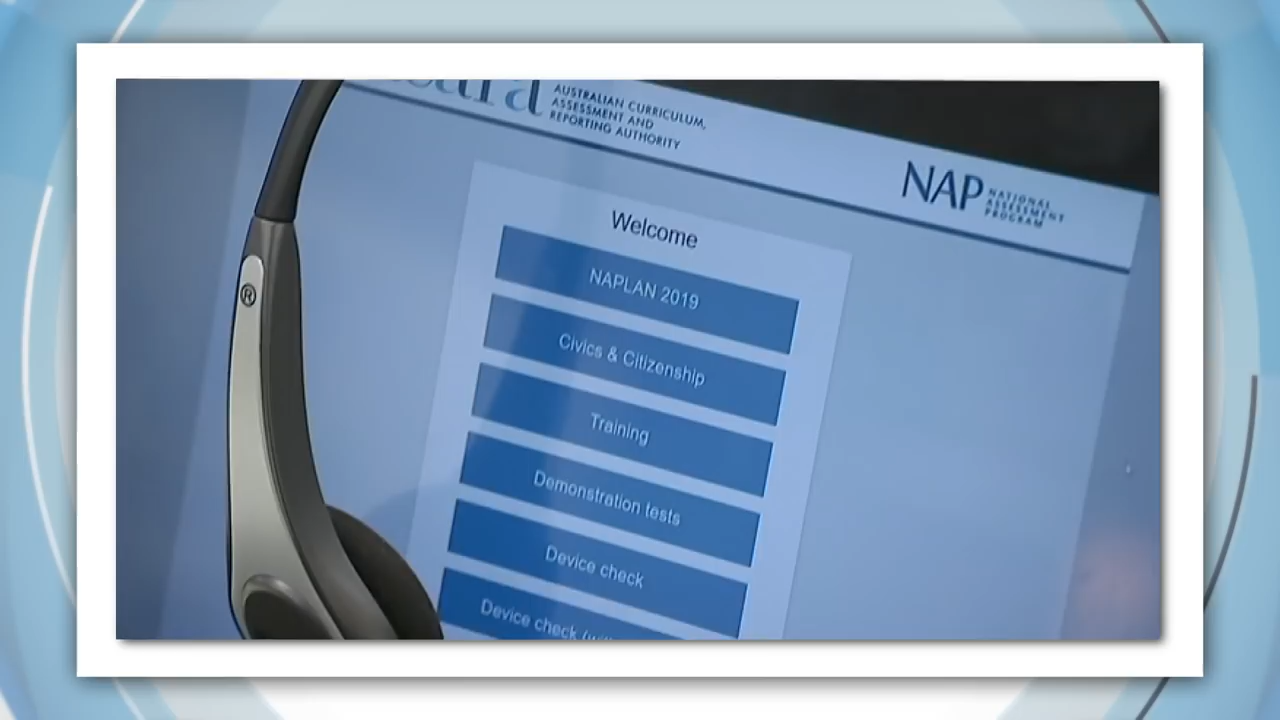 AUSTRALIAN CURRICULUM,
ASSESSMENT AND
REPORTING AUTHORITY
NAP
NATIONAL
ASSESSMENT
PROGRAM
Welcome
NAPLAN 2019
Civics & Citizenship
Training
Demonstration tests
Device check
Device check
®